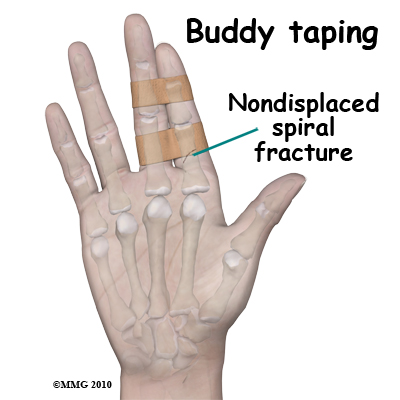 Buddy taping
Nondisplaced
spiral
fracture
©MMG 2010